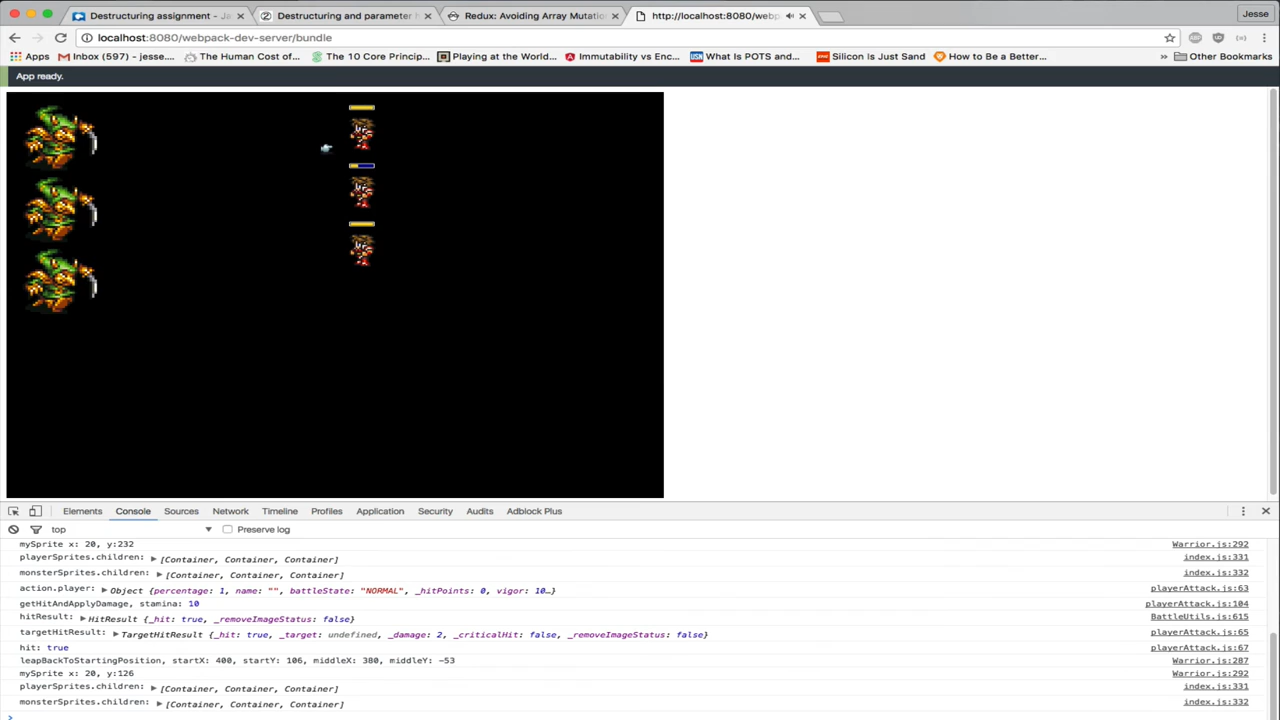 Destructuring assignment - Ja
Destructuring and parameter h
Redux: Avoiding Array Mutatio
http://localhost:8080/webp
Jesse
localhost:8080/webpack-dev-server/bundle
Apps
Inbox (597) - jesse....
The Human Cost of...
The 10 Core Princip...
Playing at the World...
Immutability vs Enc...
What Is POTS and...
Silicon Is Just Sand
How to Be a Better...
»
Other Bookmarks
App ready.
Elements Console Sources Network Timeline Profiles Application Security Audits Adblock Plus
top Preserve log
mySprite x: 20, y:232 Warrior.js:292
playerSprites.children: ▶ [Container, Container, Container] index.js:331
monsterSprites.children: ▶ [Container, Container, Container] index.js:332
action.player: ▶ Object {percentage: 1, name: "", battleState: "NORMAL", _hitPoints: 0, vigor: 10…} playerAttack.js:63
getHitAndApplyDamage, stamina: 10 playerAttack.js:104
hitResult: ▶ HitResult {_hit: true, _removeImageStatus: false} BattleUtils.js:615
targetHitResult: ▶ TargetHitResult {_hit: true, _target: undefined, _damage: 2, _criticalHit: false, _removeImageStatus: false} playerAttack.js:65
hit: true playerAttack.js:67
leapBackToStartingPosition, startX: 400, startY: 106, middleX: 380, middleY: -53 Warrior.js:287
mySprite x: 20, y:126 Warrior.js:292
playerSprites.children: ▶ [Container, Container, Container] index.js:331
monsterSprites.children: ▶ [Container, Container, Container] index.js:332
>